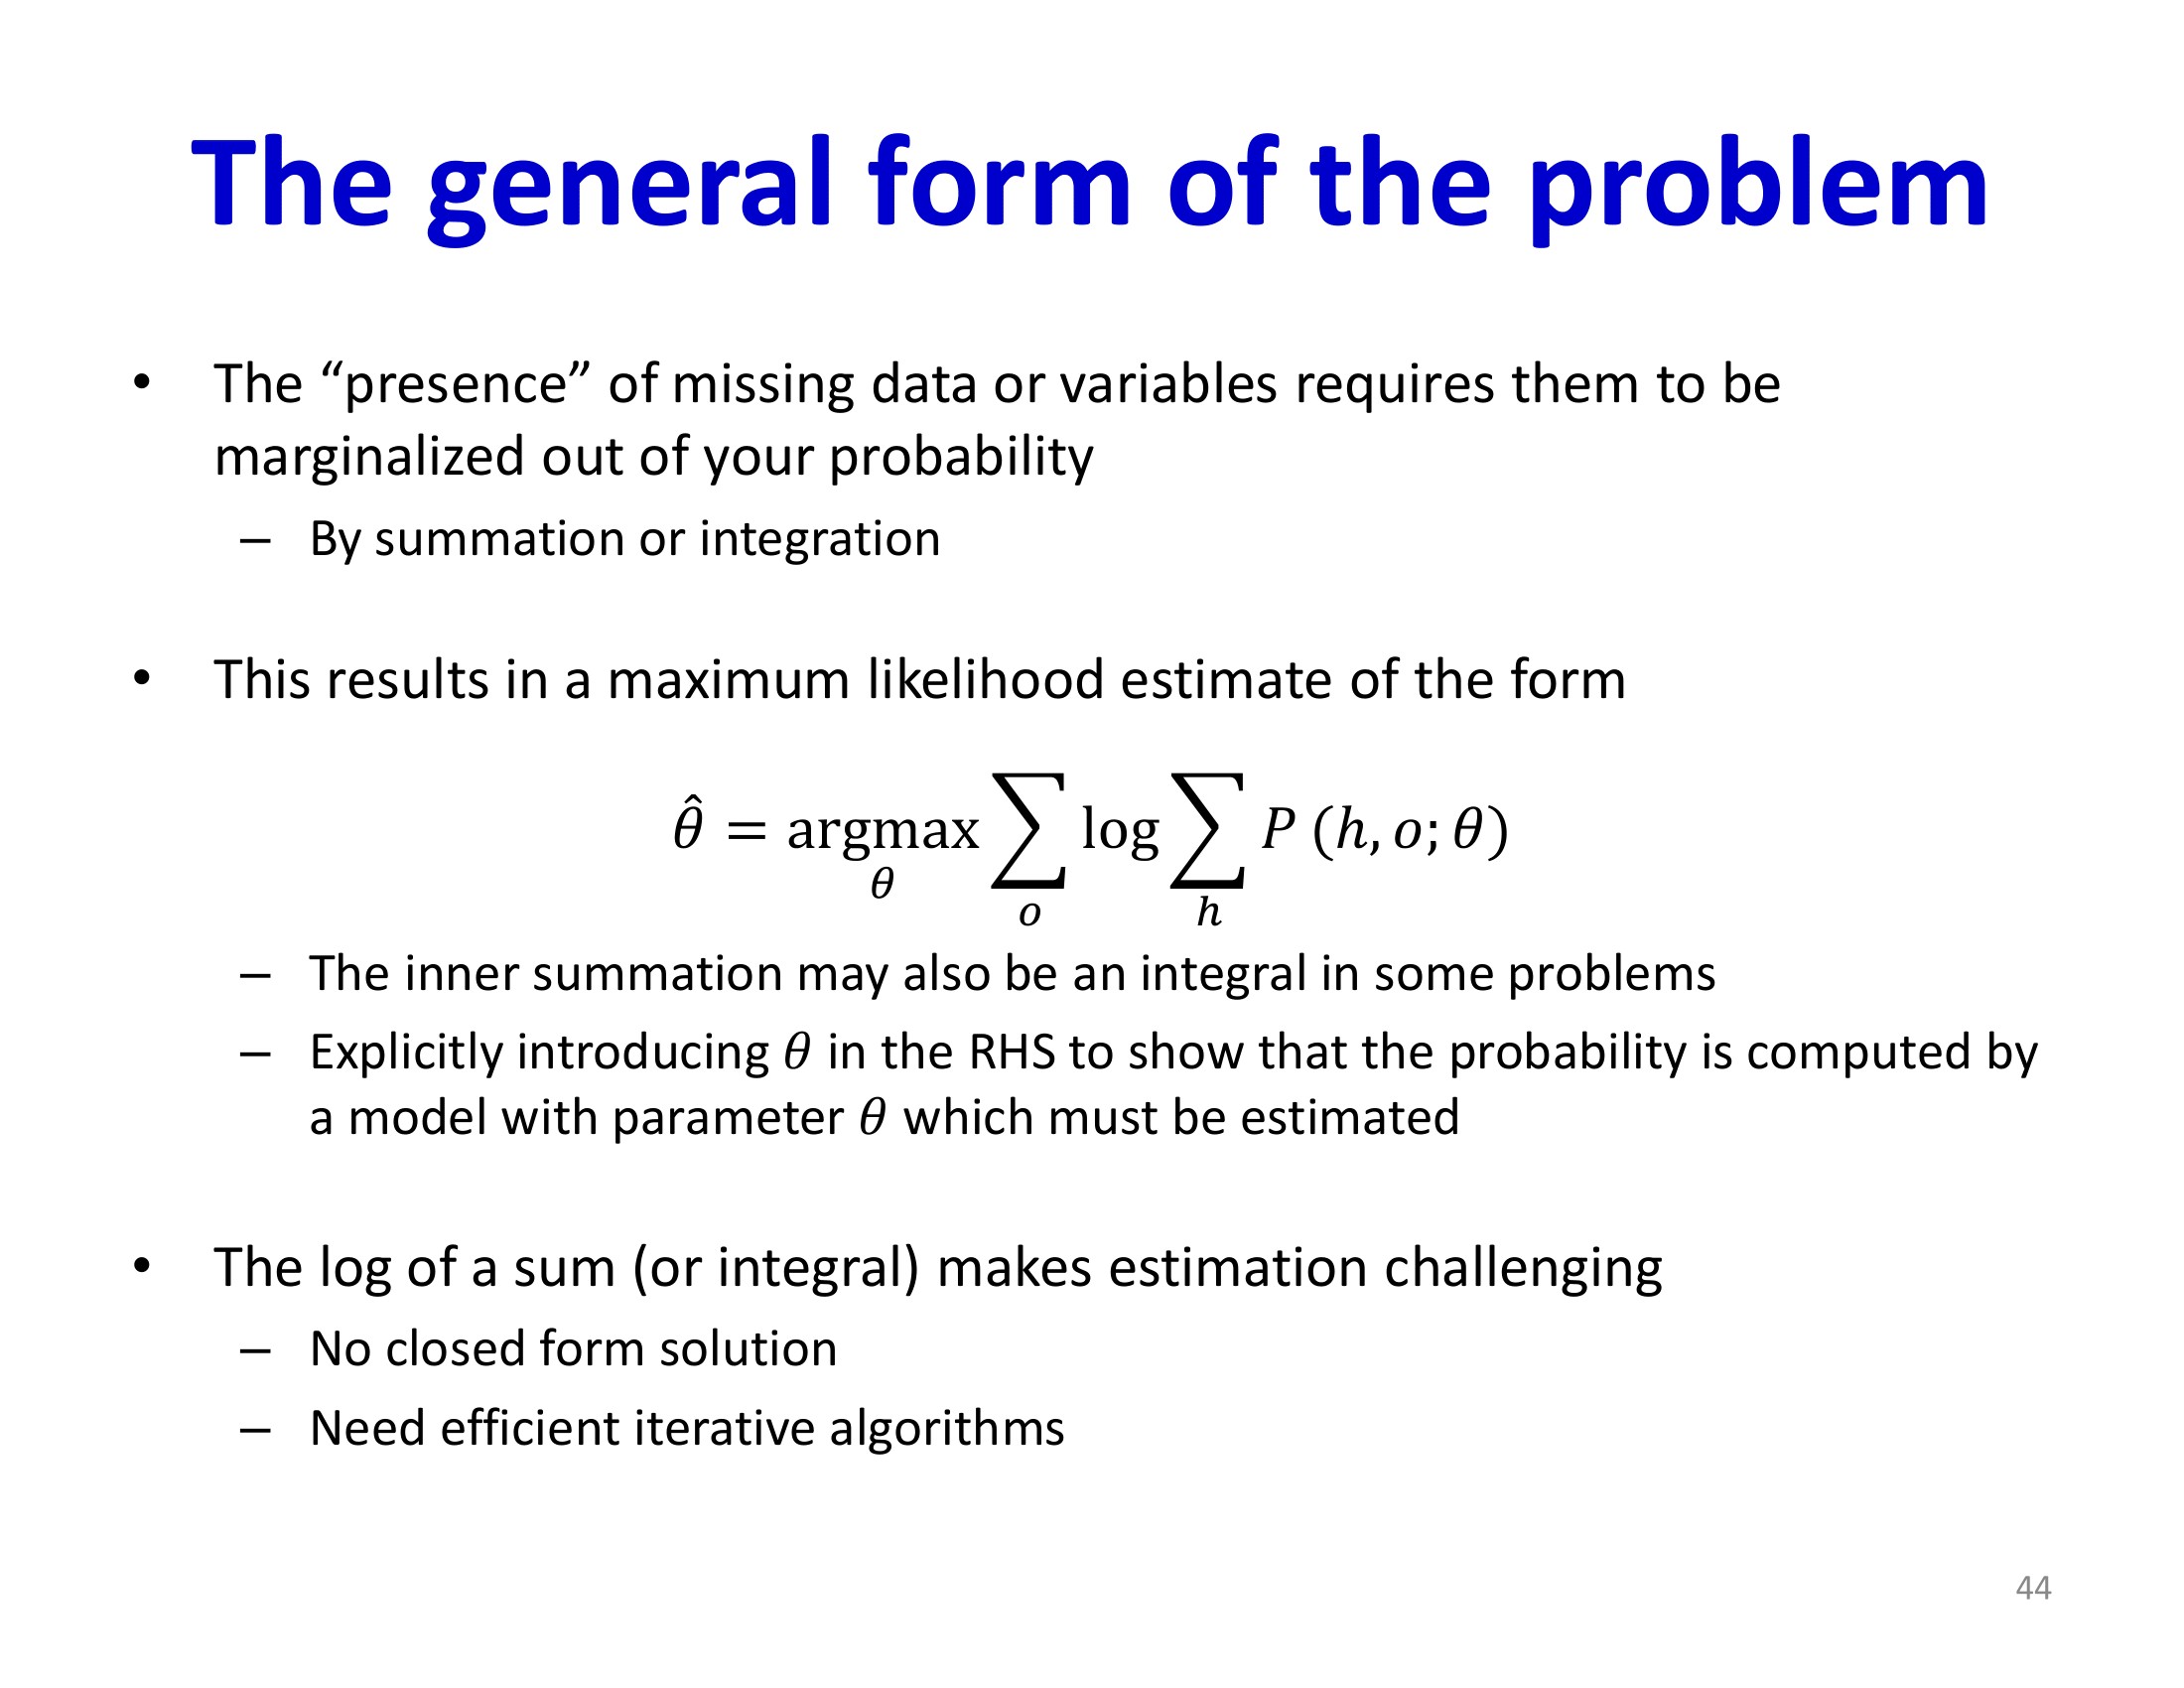 The general form of the problem
• The “presence” of missing data or variables requires them to be
marginalized out of your probability
– By summation or integration
• This results in a maximum likelihood estimate of the form
$\hat{\theta} = \underset{\theta}{\operatorname{argmax}} \sum_{o} \log \sum_{h} P(h, o; \theta)$
– The inner summation may also be an integral in some problems
– Explicitly introducing θ in the RHS to show that the probability is computed by
a model with parameter θ which must be estimated
• The log of a sum (or integral) makes estimation challenging
– No closed form solution
– Need efficient iterative algorithms
44